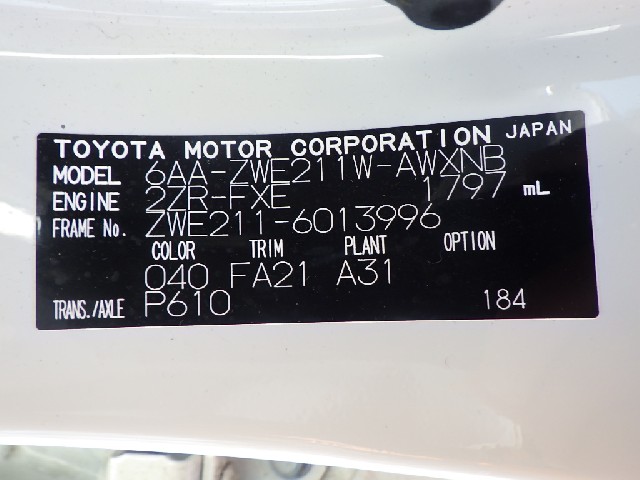 TOYOTA MOTOR CORPORATION JAPAN
MODEL 6AA-ZWE211W-AWXNB
ENGINE 2ZR-FXE 1797 mL
FRAME No. ZWE211-6013996
COLOR TRIM PLANT OPTION
040 FA21 A31
TRANS./AXLE P610 184